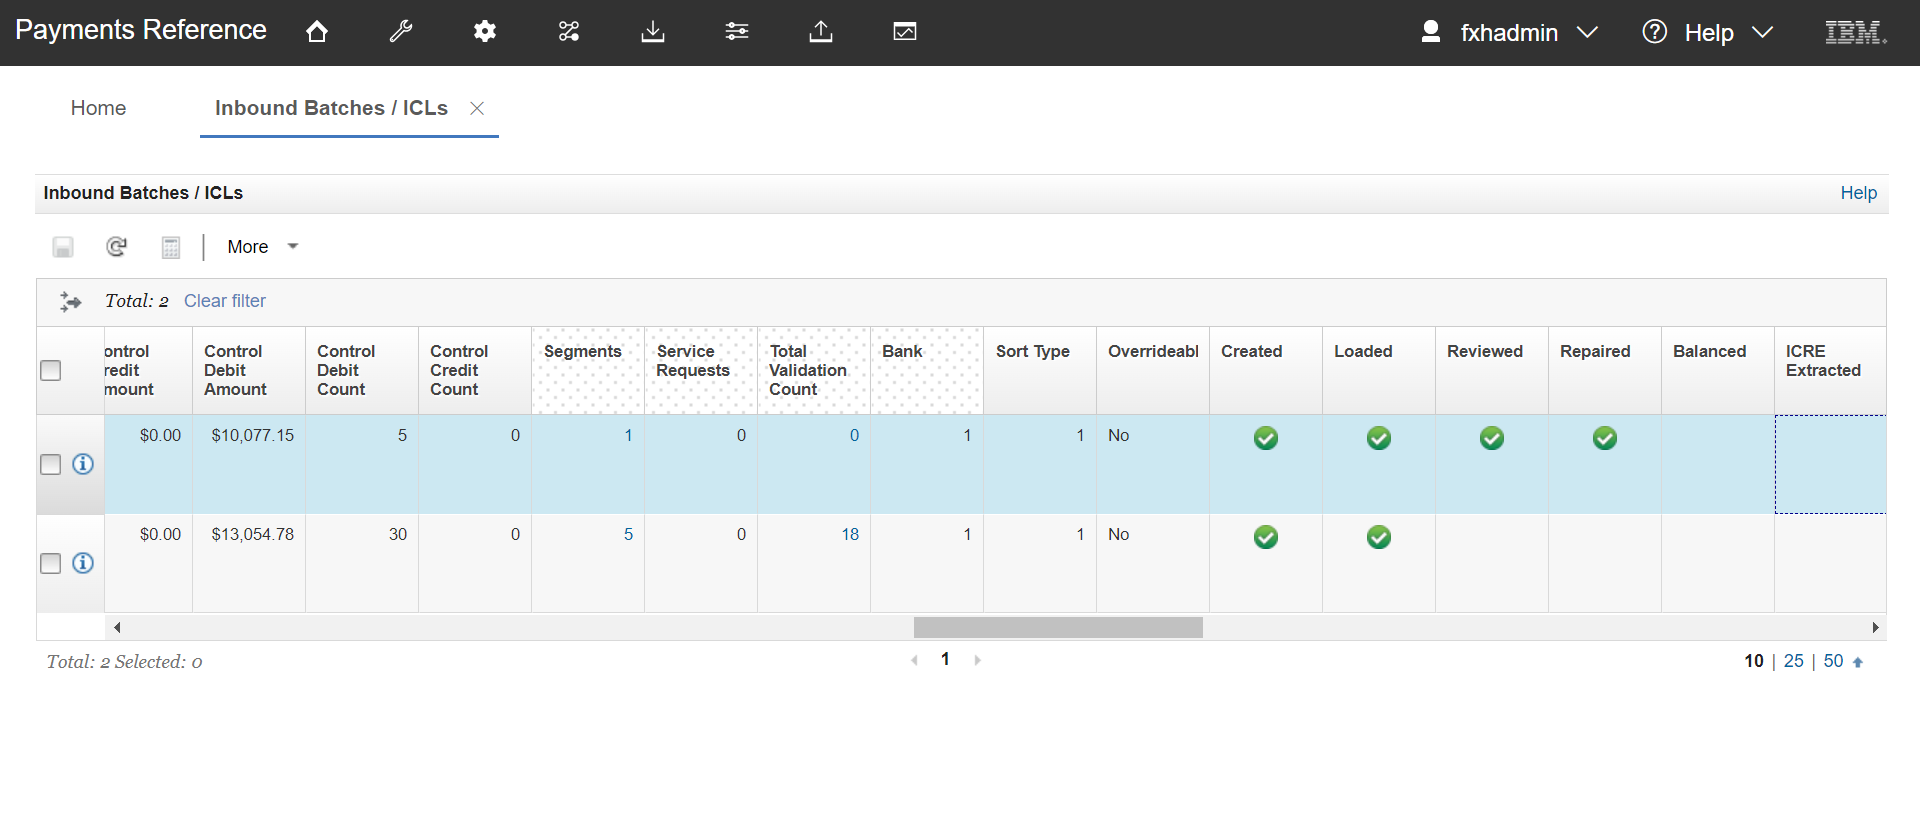 Payments Reference
fxhadmin
Help
IBM
Home
Inbound Batches / ICLs
Inbound Batches / ICLs
Help
More
Total: 2 Clear filter
ontrol redit mount
Control Debit Amount
Control Debit Count
Control Credit Count
Segments
Service Requests
Total Validation Count
Bank
Sort Type
Overrideabl
Created
Loaded
Reviewed
Repaired
Balanced
ICRE Extracted
$0.00 $10,077.15 5 0 1 0 0 1 1 No
$0.00 $13,054.78 30 0 5 0 18 1 1 No
Total: 2 Selected: 0
1
10 | 25 | 50